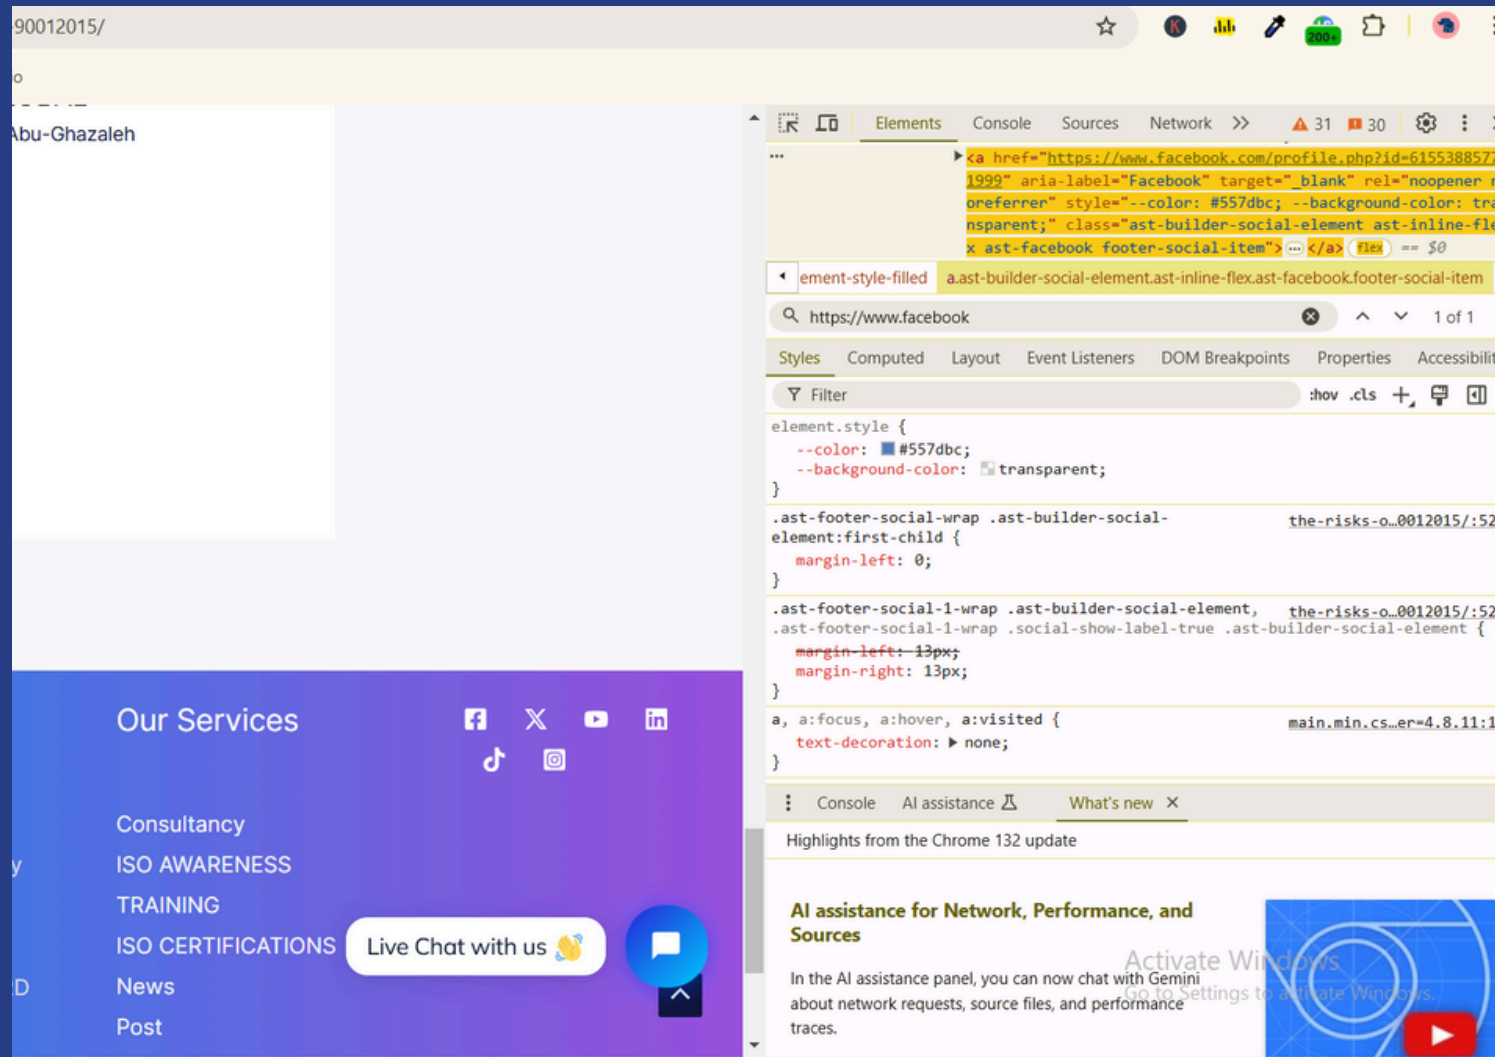 -90012015/
200+
Abu-Ghazaleh
Elements Console Sources Network >> 31 30
<a href="https://www.facebook.com/profile.php?id=6155388577
1999" aria-label="Facebook" target="_blank" rel="noopener n
oreferrer" style="--color: #557dbc; --background-color: tra
nsparent;" class="ast-builder-social-element ast-inline-fle
x ast-facebook footer-social-item"> … </a> flex == $0
ement-style-filled a.ast-builder-social-element.ast-inline-flex.ast-facebook.footer-social-item
https://www.facebook 1 of 1
Styles Computed Layout Event Listeners DOM Breakpoints Properties Accessibilit
Filter :hov .cls
element.style {
--color: #557dbc;
--background-color: transparent;
}
.ast-footer-social-wrap .ast-builder-social- the-risks-o…0012015/:52
element:first-child {
margin-left: 0;
}
.ast-footer-social-1-wrap .ast-builder-social-element, the-risks-o…0012015/:52
.ast-footer-social-1-wrap .social-show-label-true .ast-builder-social-element {
margin-left: 13px;
margin-right: 13px;
}
a, a:focus, a:hover, a:visited { main.min.cs…er=4.8.11:1
text-decoration: none;
}
Console AI assistance What's new
Highlights from the Chrome 132 update
AI assistance for Network, Performance, and
Sources
In the AI assistance panel, you can now chat with Gemini
about network requests, source files, and performance
traces.
Activate Windows
Go to Settings to activate Windows.
Our Services
Consultancy
ISO AWARENESS
TRAINING
ISO CERTIFICATIONS
News
Post
Live Chat with us 👋